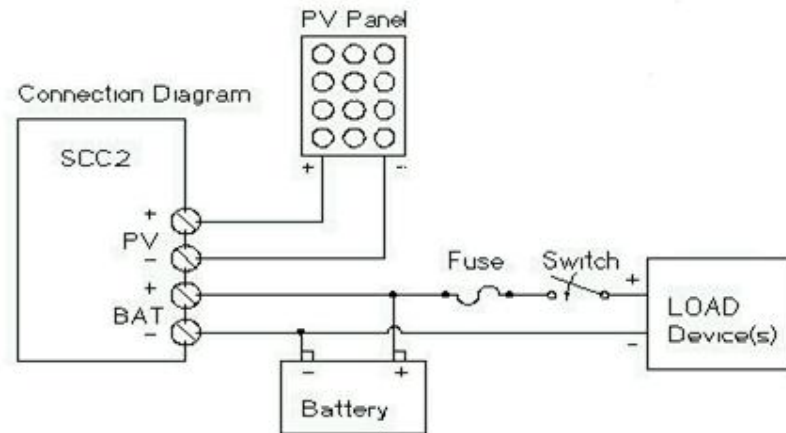 PV Panel
Connection Diagram
SCC2
+ -
+
PV
-
+
BAT
-
Fuse Switch
+
LOAD
Device(s)
-
- +
Battery